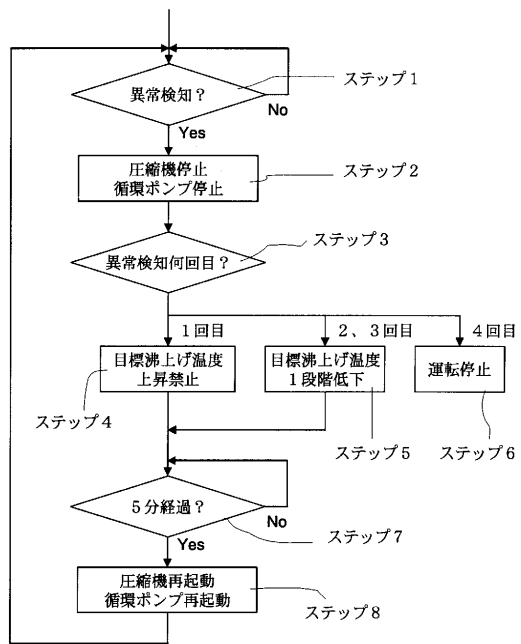 異常検知？
ステップ1
No
Yes
圧縮機停止
循環ポンプ停止
ステップ2
異常検知何回目？
ステップ3
1回目
2、3回目
4回目
目標沸上げ温度
上昇禁止
目標沸上げ温度
1段階低下
運転停止
ステップ4
ステップ5
ステップ6
5分経過？
No
ステップ7
Yes
圧縮機再起動
循環ポンプ再起動
ステップ8